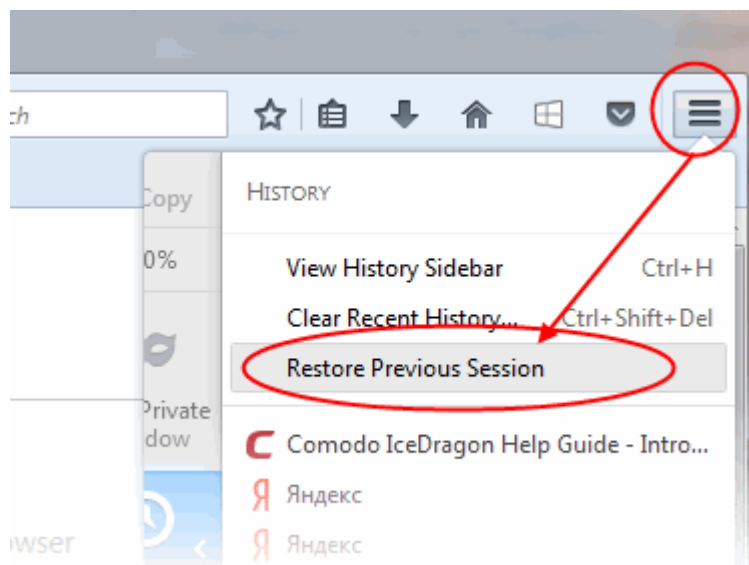 ch
Copy
HISTORY
0%
View History Sidebar Ctrl+H
Clear Recent History... Ctrl+Shift+Del
Restore Previous Session
Private
dow
Comodo IceDragon Help Guide - Intro...
Яндекс
Яндекс
owser